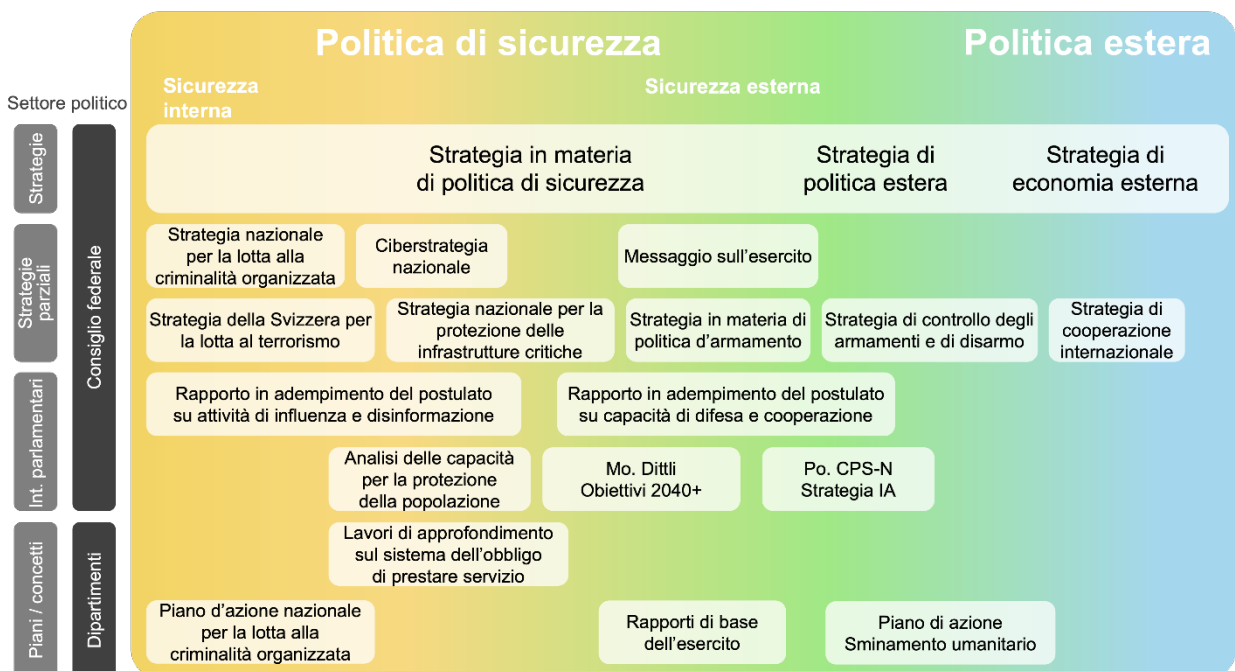 Politica di sicurezza
Politica estera
Sicurezza
interna
Sicurezza esterna
Settore politico
Strategie
Consiglio federale
Strategia in materia
di politica di sicurezza
Strategia di
politica estera
Strategia di
economia esterna
Strategie
parziali
Strategia nazionale
per la lotta alla
criminalità organizzata
Ciberstrategia
nazionale
Messaggio sull'esercito
Strategia della Svizzera per
la lotta al terrorismo
Strategia nazionale per la
protezione delle
infrastrutture critiche
Strategia in materia di
politica d'armamento
Strategia di controllo degli
armamenti e di disarmo
Strategia di
cooperazione
internazionale
Int. parlamentari
Rapporto in adempimento del postulato
su attività di influenza e disinformazione
Rapporto in adempimento del postulato
su capacità di difesa e cooperazione
Analisi delle capacità
per la protezione
della popolazione
Mo. Dittli
Obiettivi 2040+
Po. CPS-N
Strategia IA
Piani / concetti
Dipartimenti
Lavori di approfondimento
sul sistema dell'obbligo
di prestare servizio
Piano d'azione nazionale
per la lotta alla
criminalità organizzata
Rapporti di base
dell'esercito
Piano di azione
Sminamento umanitario